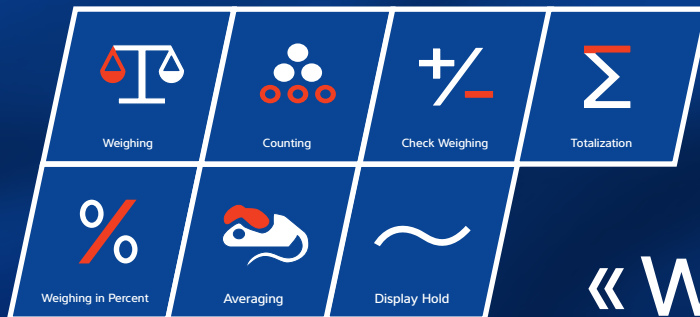 Weighing
Counting
Check Weighing
Totalization
Weighing in Percent
Averaging
Display Hold
« W